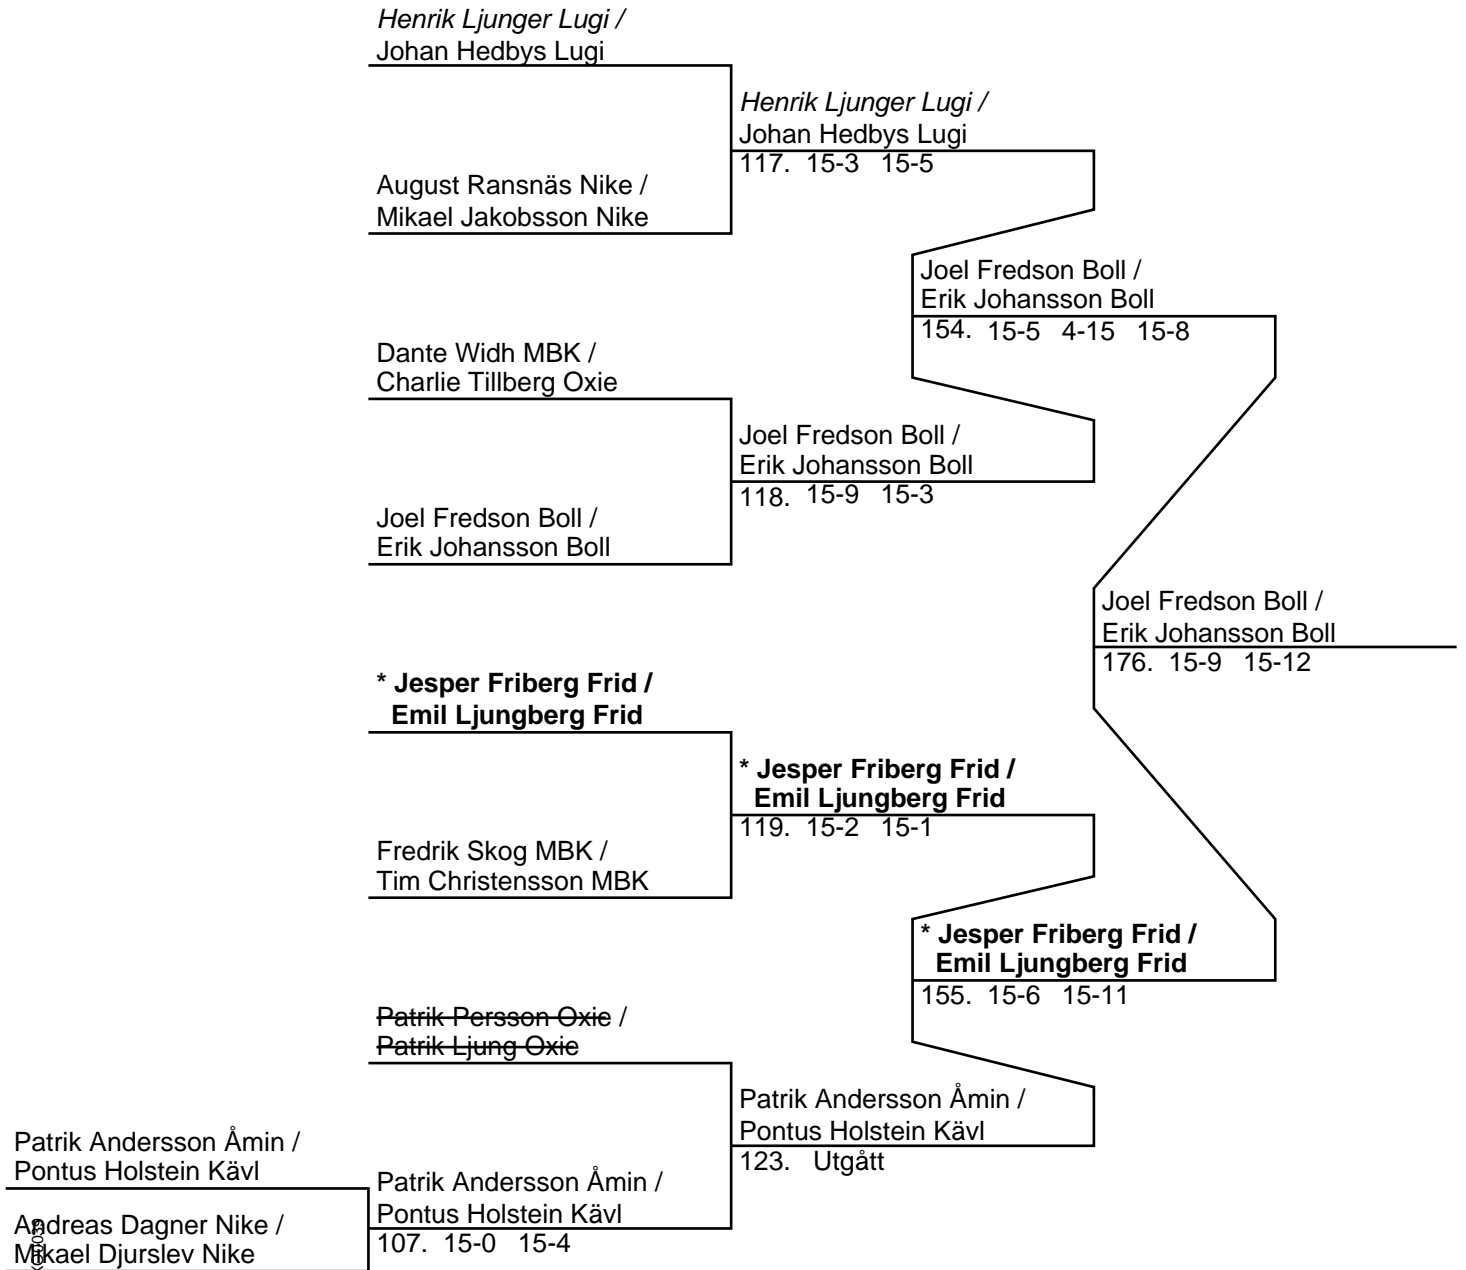 Henrik Ljunger Lugi /
Johan Hedbys Lugi
Henrik Ljunger Lugi /
Johan Hedbys Lugi
117. 15-3 15-5
August Ransnäs Nike /
Mikael Jakobsson Nike
Joel Fredson Boll /
Erik Johansson Boll
154. 15-5 4-15 15-8
Dante Widh MBK /
Charlie Tillberg Oxie
Joel Fredson Boll /
Erik Johansson Boll
118. 15-9 15-3
Joel Fredson Boll /
Erik Johansson Boll
Joel Fredson Boll /
Erik Johansson Boll
176. 15-9 15-12
* Jesper Friberg Frid /
Emil Ljungberg Frid
* Jesper Friberg Frid /
Emil Ljungberg Frid
119. 15-2 15-1
Fredrik Skog MBK /
Tim Christensson MBK
* Jesper Friberg Frid /
Emil Ljungberg Frid
155. 15-6 15-11
Patrik Persson Oxie /
Patrik Ljung Oxie
Patrik Andersson Åmin /
Pontus Holstein Kävl
123. Utgått
Patrik Andersson Åmin /
Pontus Holstein Kävl
Patrik Andersson Åmin /
Pontus Holstein Kävl
107. 15-0 15-4
Andreas Dagner Nike /
Mikael Djurslev Nike